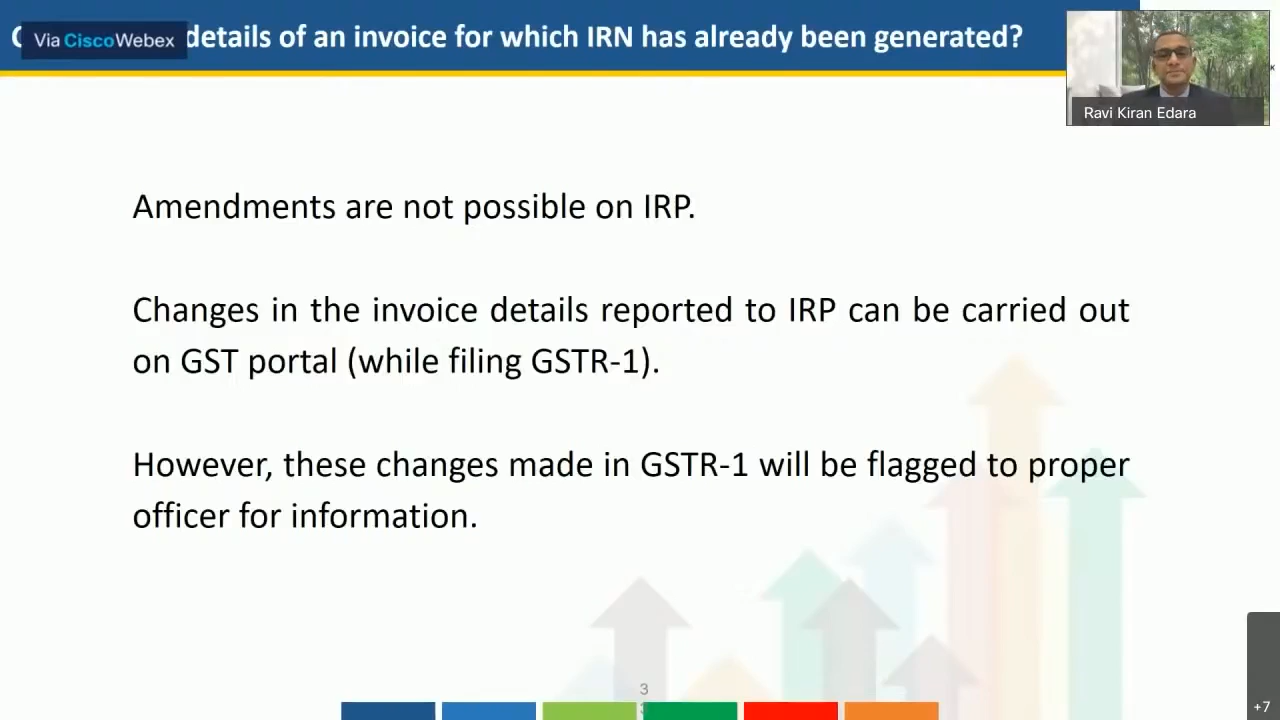 Via CiscoWebex
details of an invoice for which IRN has already been generated?
Ravi Kiran Edara
Amendments are not possible on IRP.
Changes in the invoice details reported to IRP can be carried out
on GST portal (while filing GSTR-1).
However, these changes made in GSTR-1 will be flagged to proper
officer for information.
3
+7